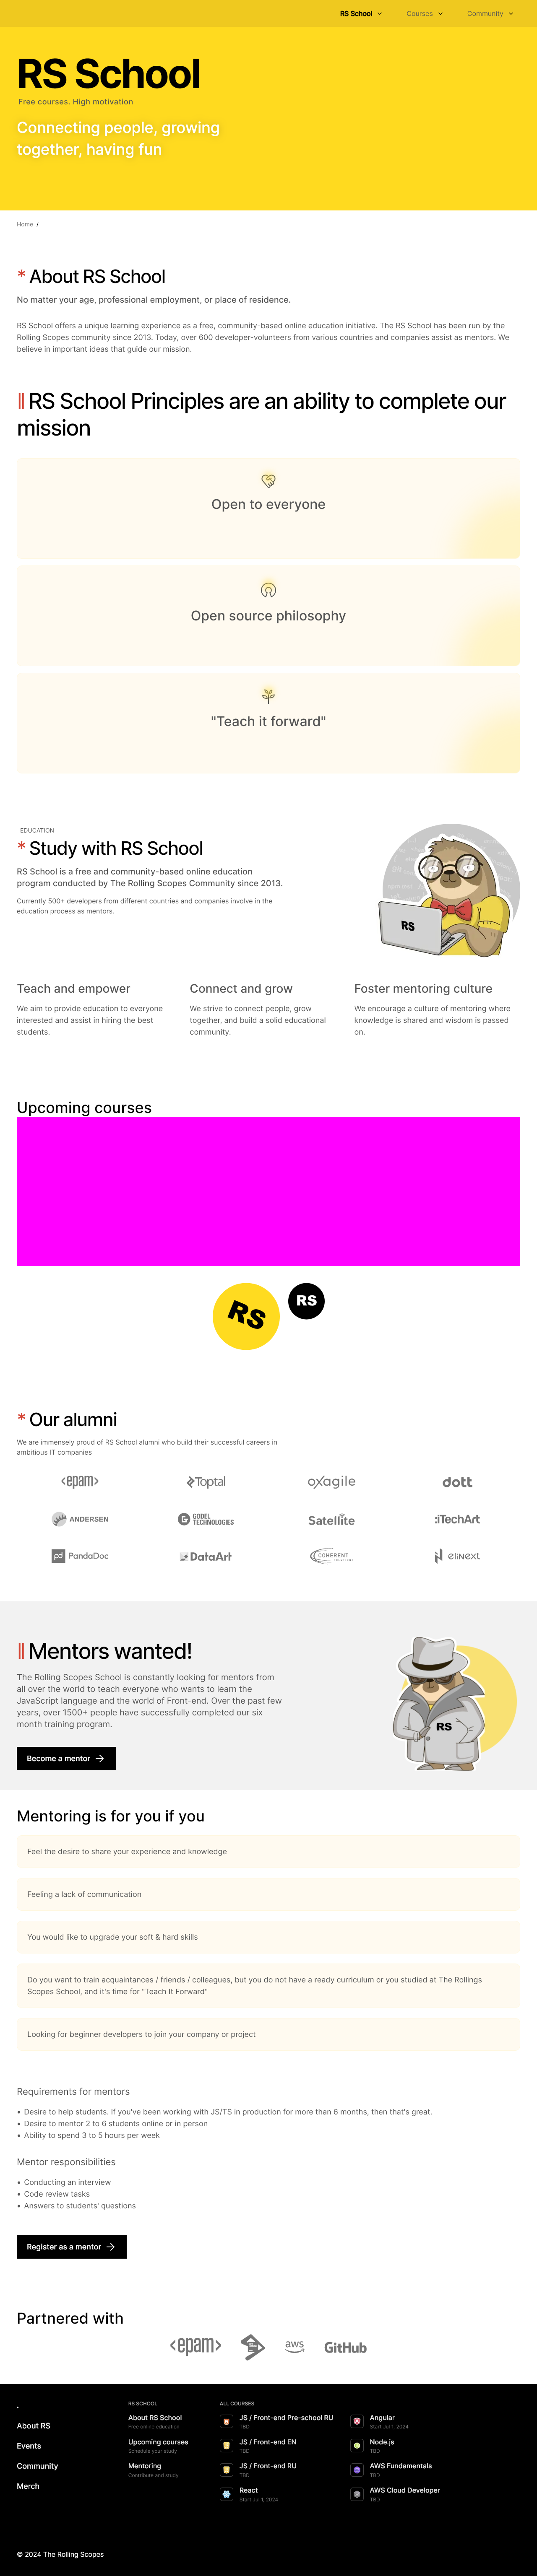 RS School
Courses
Community
RS School
Free courses. High motivation
Connecting people, growing
together, having fun
Home /
* About RS School
No matter your age, professional employment, or place of residence.
RS School offers a unique learning experience as a free, community-based online education initiative. The RS School has been run by the
Rolling Scopes community since 2013. Today, over 600 developer-volunteers from various countries and companies assist as mentors. We
believe in important ideas that guide our mission.
RS School Principles are an ability to complete our
mission
Open to everyone
Open source philosophy
"Teach it forward"
EDUCATION
* Study with RS School
RS School is a free and community-based online education
program conducted by The Rolling Scopes Community since 2013.
Currently 500+ developers from different countries and companies involve in the
education process as mentors.
RS
Teach and empower
We aim to provide education to everyone
interested and assist in hiring the best
students.
Connect and grow
We strive to connect people, grow
together, and build a solid educational
community.
Foster mentoring culture
We encourage a culture of mentoring where
knowledge is shared and wisdom is passed
on.
Upcoming courses
RS
RS
* Our alumni
We are immensely proud of RS School alumni who build their successful careers in
ambitious IT companies
<epam>
Toptal
oxagile
dott
ANDERSEN
GODEL
TECHNOLOGIES
Satellite
:iTechArt
pd PandaDoc
DataArt
COHERENT
SOLUTIONS
elinext
Mentors wanted!
The Rolling Scopes School is constantly looking for mentors from
all over the world to teach everyone who wants to learn the
JavaScript language and the world of Front-end. Over the past few
years, over 1500+ people have successfully completed our six
month training program.
Become a mentor
RS
Mentoring is for you if you
Feel the desire to share your experience and knowledge
Feeling a lack of communication
You would like to upgrade your soft & hard skills
Do you want to train acquaintances / friends / colleagues, but you do not have a ready curriculum or you studied at The Rollings
Scopes School, and it's time for "Teach It Forward"
Looking for beginner developers to join your company or project
Requirements for mentors
• Desire to help students. If you've been working with JS/TS in production for more than 6 months, then that's great.
• Desire to mentor 2 to 6 students online or in person
• Ability to spend 3 to 5 hours per week
Mentor responsibilities
• Conducting an interview
• Code review tasks
• Answers to students' questions
Register as a mentor
Partnered with
<epam>
aws
GitHub
About RS
Events
Community
Merch
RS SCHOOL
About RS School
Free online education
Upcoming courses
Schedule your study
Mentoring
Contribute and study
ALL COURSES
JS / Front-end Pre-school RU
TBD
JS / Front-end EN
TBD
JS / Front-end RU
TBD
React
Start Jul 1, 2024
Angular
Start Jul 1, 2024
Node.js
TBD
AWS Fundamentals
TBD
AWS Cloud Developer
TBD
© 2024 The Rolling Scopes